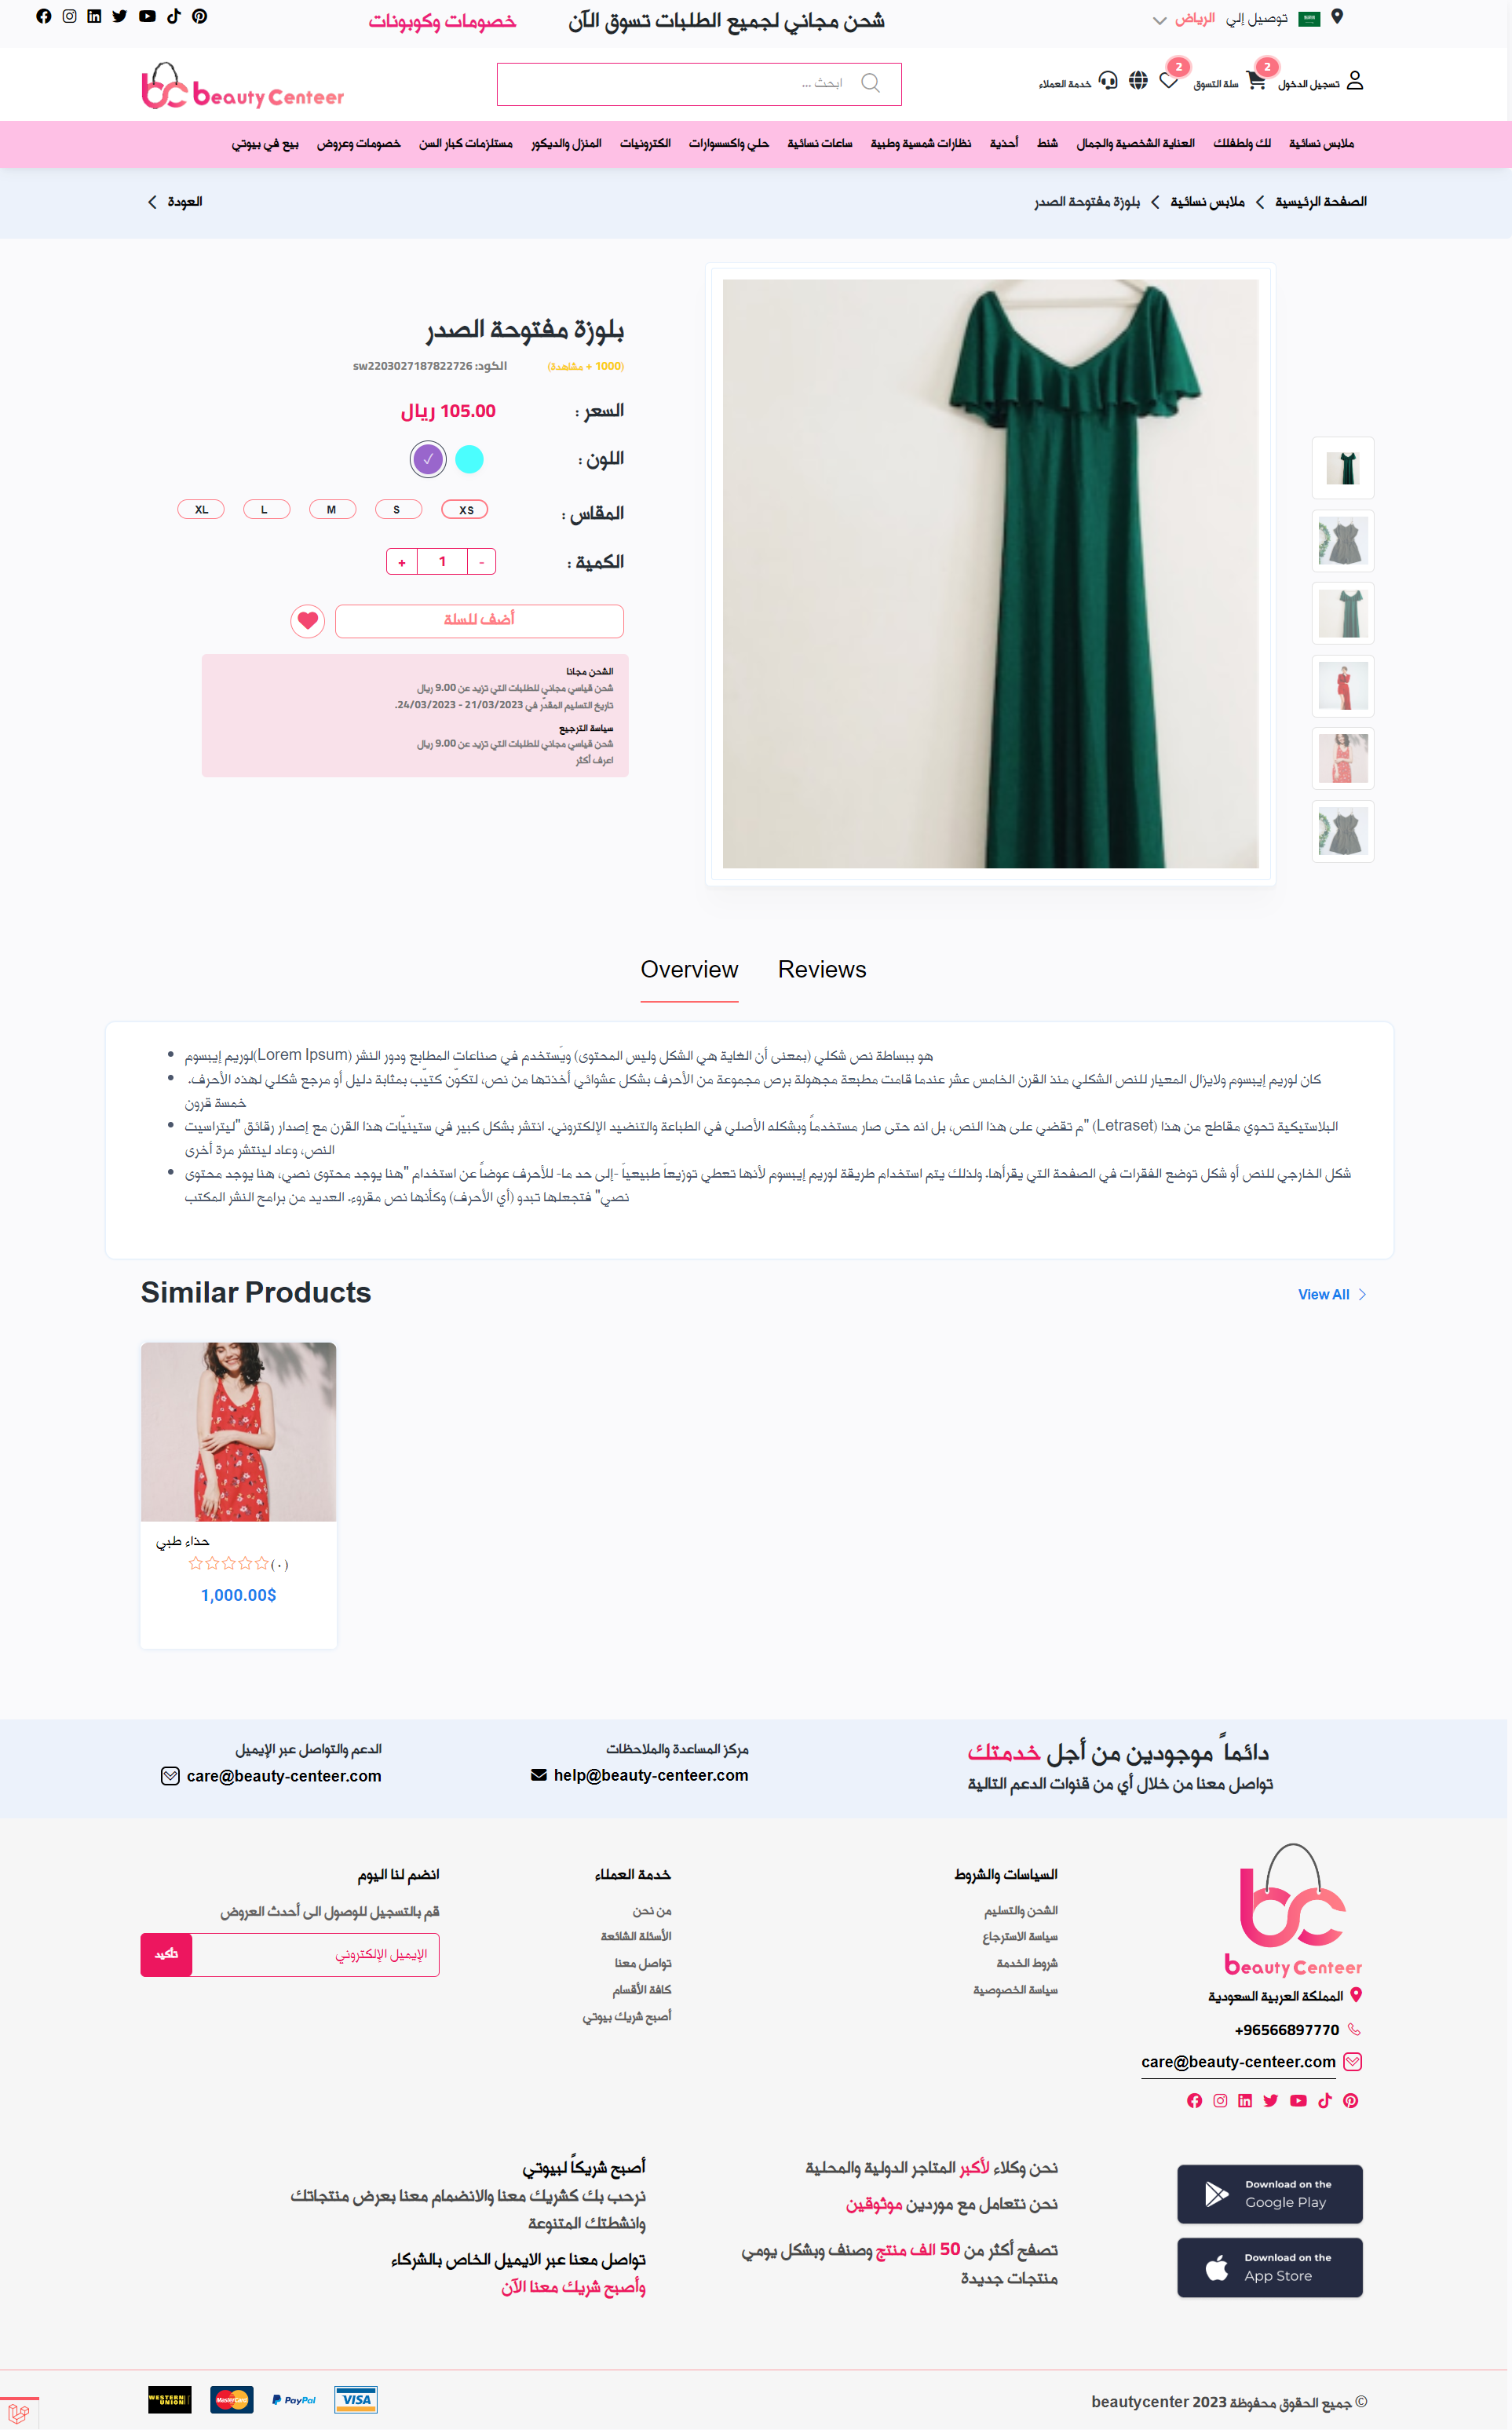 توصيل إلي الرياض
شحن مجاني لجميع الطلبات تسوق الآن
خصومات وكوبونات
تسجيل الدخول
سلة التسوق
2
2
خدمة العملاء
ابحث ...
beauty Centeer
ملابس نسائية
لك ولطفلك
العناية الشخصية والجمال
شنط
أحذية
نظارات شمسية وطبية
ساعات نسائية
حلي واكسسوارات
الكترونيات
المنزل والديكور
مستلزمات كبار السن
خصومات وعروض
بيع في بيوتي
الصفحة الرئيسية
ملابس نسائية
بلوزة مفتوحة الصدر
العودة
بلوزة مفتوحة الصدر
(1000 + مشاهدة)
الكود: sw2203027187822726
السعر :
105.00 ريال
اللون :
المقاس :
XS
S
M
L
XL
الكمية :
-
1
+
أضف للسلة
الشحن مجانا
شحن قياسي مجاني للطلبات التي تزيد عن 9.00 ريال
تاريخ التسليم المقدّر في 21/03/2023 - 24/03/2023.
سياسة الترجيع
شحن قياسي مجاني للطلبات التي تزيد عن 9.00 ريال
اعرف أكثر
Overview
Reviews
لوريم إيبسوم(Lorem Ipsum) هو ببساطة نص شكلي (بمعنى أن الغاية هي الشكل وليس المحتوى) ويُستخدم في صناعات المطابع ودور النشر
كان لوريم إيبسوم ولايزال المعيار للنص الشكلي منذ القرن الخامس عشر عندما قامت مطبعة مجهولة برص مجموعة من الأحرف بشكل عشوائي أخذتها من نص، لتكوّن كتيّب بمثابة دليل أو مرجع شكلي لهذه الأحرف.
خمسة قرون
م تقضي على هذا النص، بل انه حتى صار مستخدماً وبشكله الأصلي في الطباعة والتنضيد الإلكتروني. انتشر بشكل كبير في ستينيّات هذا القرن مع إصدار رقائق "ليتراسيت" (Letraset) البلاستيكية تحوي مقاطع من هذا
النص، وعاد لينتشر مرة أخرى
شكل الخارجي للنص أو شكل توضع الفقرات في الصفحة التي يقرأها. ولذلك يتم استخدام طريقة لوريم إيبسوم لأنها تعطي توزيعاَ طبيعياَ -إلى حد ما- للأحرف عوضاً عن استخدام "هنا يوجد محتوى نصي، هنا يوجد محتوى
نصي" فتجعلها تبدو (أي الأحرف) وكأنها نص مقروء. العديد من برامح النشر المكتب
Similar Products
View All
حذاء طبي
(٠)
1,000.00$
دائماً موجودين من أجل خدمتك
تواصل معنا من خلال أي من قنوات الدعم التالية
مركز المساعدة والملاحظات
help@beauty-centeer.com
الدعم والتواصل عبر الإيميل
care@beauty-centeer.com
beauty Centeer
المملكة العربية السعودية
+96566897770
care@beauty-centeer.com
السياسات والشروط
الشحن والتسليم
سياسة الاسترجاع
شروط الخدمة
سياسة الخصوصية
خدمة العملاء
من نحن
الأسئلة الشائعة
تواصل معنا
كافة الأقسام
أصبح شريك بيوتي
انضم لنا اليوم
قم بالتسجيل للوصول الى أحدث العروض
الإيميل الإلكتروني
تأكيد
Download on the
Google Play
Download on the
App Store
نحن وكلاء لأكبر المتاجر الدولية والمحلية
نحن نتعامل مع موردين موثوقين
تصفح أكثر من 50 الف منتج وصنف وبشكل يومي
منتجات جديدة
أصبح شريكاً لبيوتي
نرحب بك كشريك معنا والانضمام معنا بعرض منتجاتك
وانشطتك المتنوعة
تواصل معنا عبر الايميل الخاص بالشركاء
وأصبح شريك معنا الآن
© جميع الحقوق محفوظة beautycenter 2023
WESTERN UNION
MasterCard
PayPal
VISA